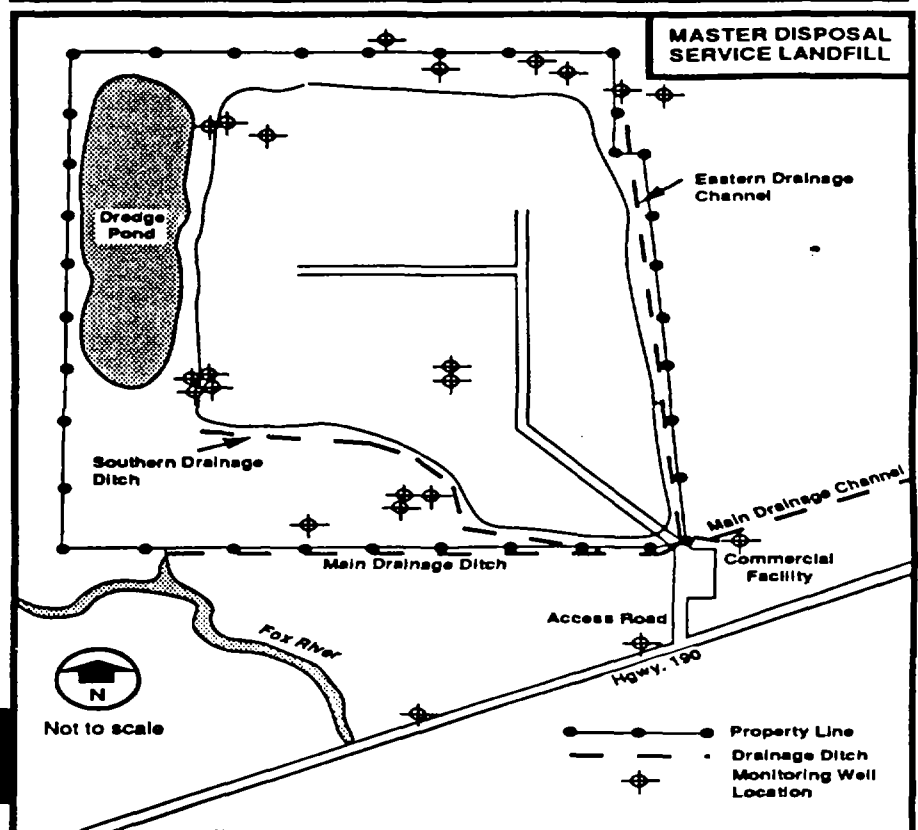 MASTER DISPOSAL
SERVICE LANDFILL
Eastern Drainage
Channel
Dredge
Pond
Southern Drainage
Ditch
Main Drainage Channel
Main Drainage Ditch
Commercial
Facility
Access Road
Fox River
Hgwy. 190
N
Not to scale
Property Line
Drainage Ditch
Monitoring Well
Location